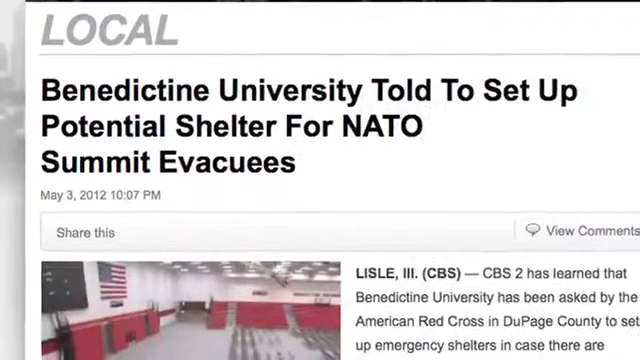 LOCAL
Benedictine University Told To Set Up
Potential Shelter For NATO
Summit Evacuees
May 3, 2012 10:07 PM
Share this
View Comments
LISLE, Ill. (CBS) — CBS 2 has learned that
Benedictine University has been asked by the
American Red Cross in DuPage County to set
up emergency shelters in case there are